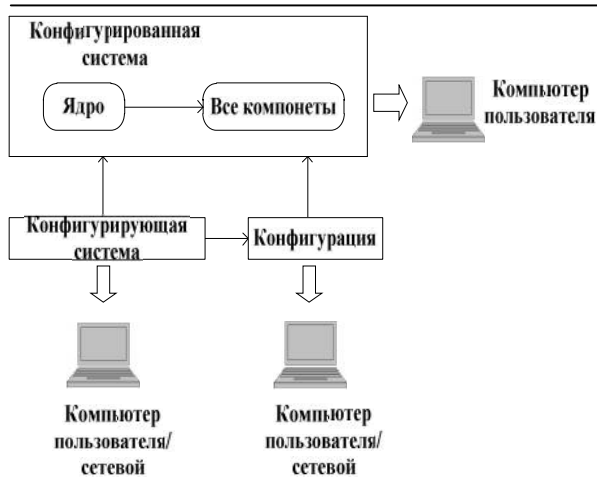 Конфигурированная
система
Ядро
Все компонеты
Компьютер
пользователя
Конфигурирующая
система
Конфигурация
Компьютер
пользователя/
сетевой
Компьютер
пользователя/
сетевой